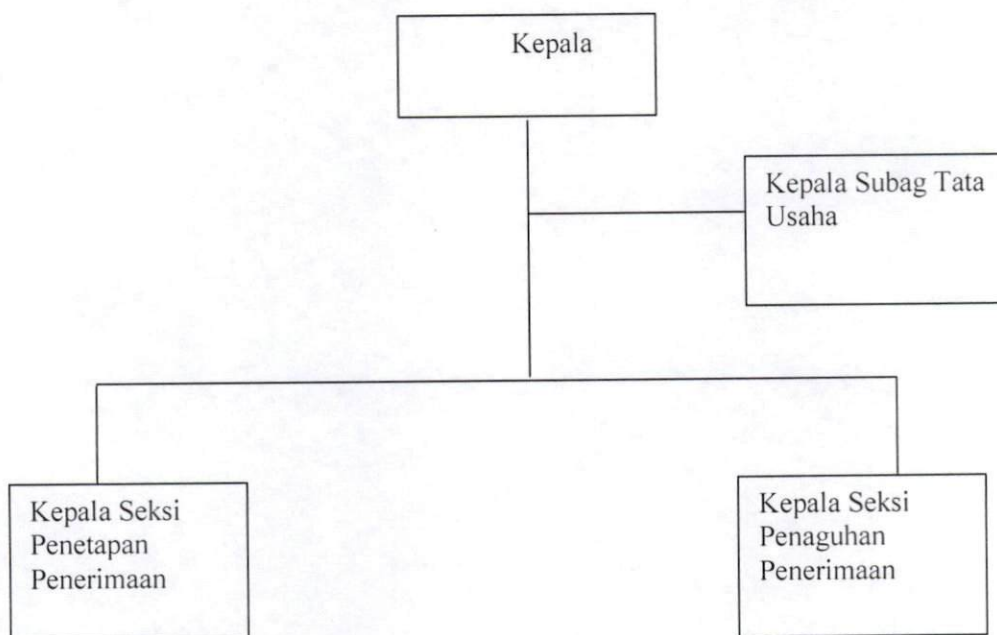 Kepala
Kepala Subag Tata
Usaha
Kepala Seksi
Penetapan
Penerimaan
Kepala Seksi
Penaguhan
Penerimaan